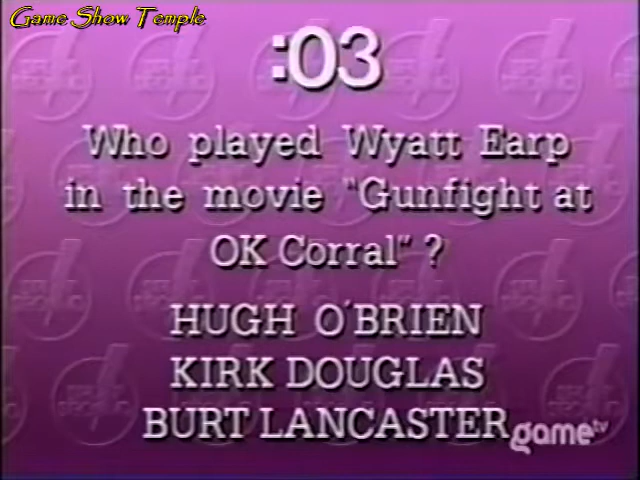 Game Show Temple
:03
Who played Wyatt Earp
in the movie "Gunfight at
OK Corral" ?
HUGH O'BRIEN
KIRK DOUGLAS
BURT LANCASTER
game tv